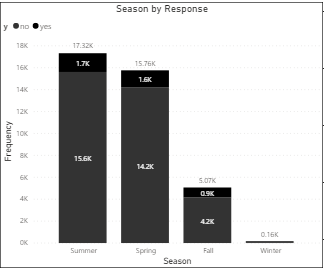 Season by Response
y no yes
18K
16K
14K
12K
10K
8K
6K
4K
2K
0K
Frequency
17.32K
1.7K
15.6K
15.76K
1.6K
14.2K
5.07K
0.9K
4.2K
0.16K
Summer Spring Fall Winter
Season